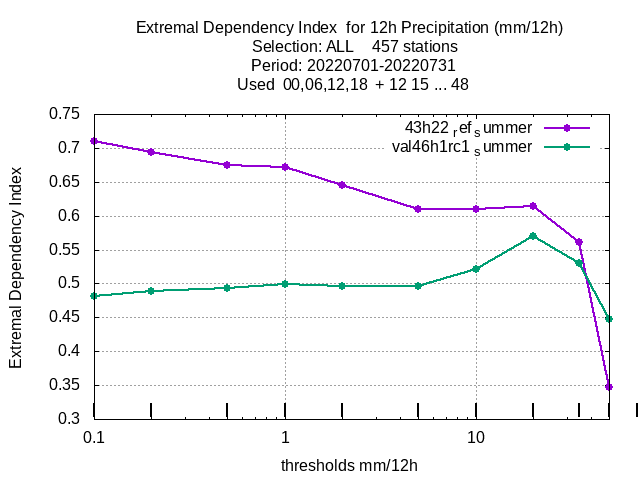 Extremal Dependency Index  for 12h Precipitation (mm/12h)
Selection: ALL    457 stations
Period: 20220701-20220731
Used  00,06,12,18  + 12 15 ... 48
43h22 refsummer
val46h1rc1 summer
Extremal Dependency Index
0.75
0.7
0.65
0.6
0.55
0.5
0.45
0.4
0.35
0.3
0.1
1
10
thresholds mm/12h